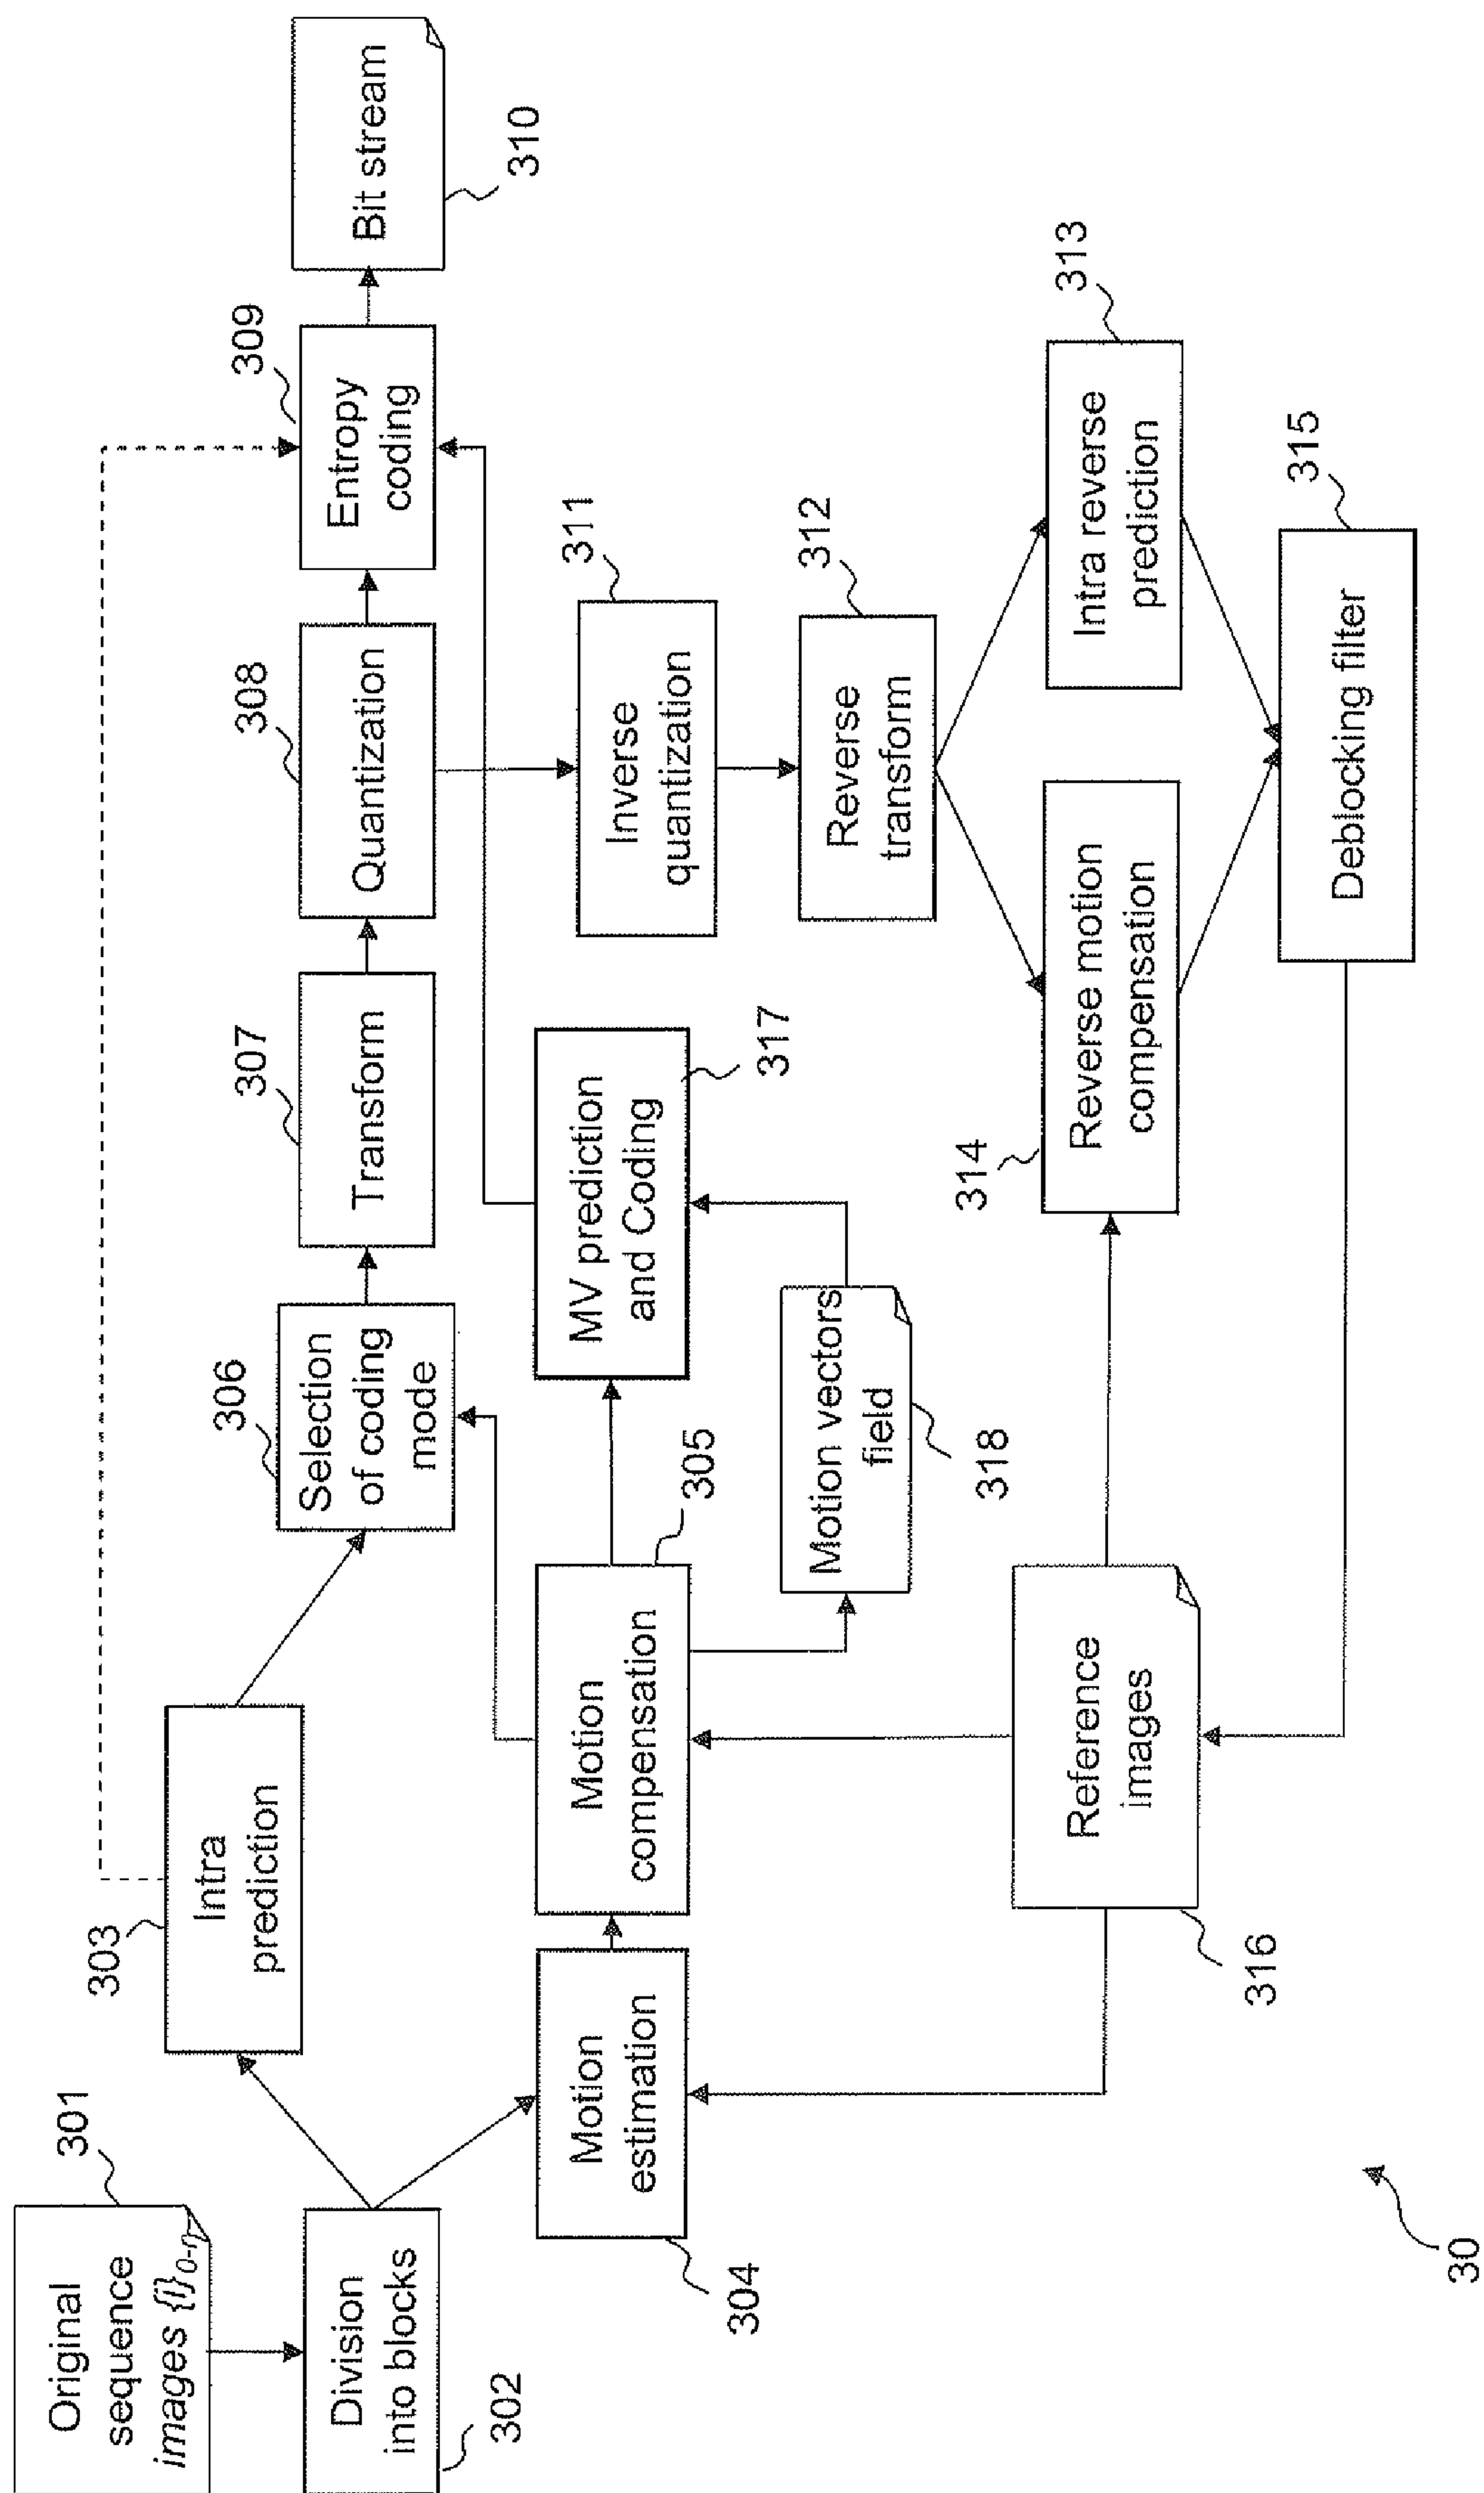 301
Original
sequence
images {I}0-n
Division
into blocks
302
303
Intra
prediction
Motion
estimation
304
Motion
compensation
305
306
Selection
of coding
mode
307
Transform
308
Quantization
309
Entropy
coding
Bit stream
310
MV prediction
and Coding
317
Motion vectors
field
318
311
Inverse
quantization
312
Reverse
transform
313
Intra reverse
prediction
314
Reverse motion
compensation
315
Deblocking filter
Reference
images
316
30